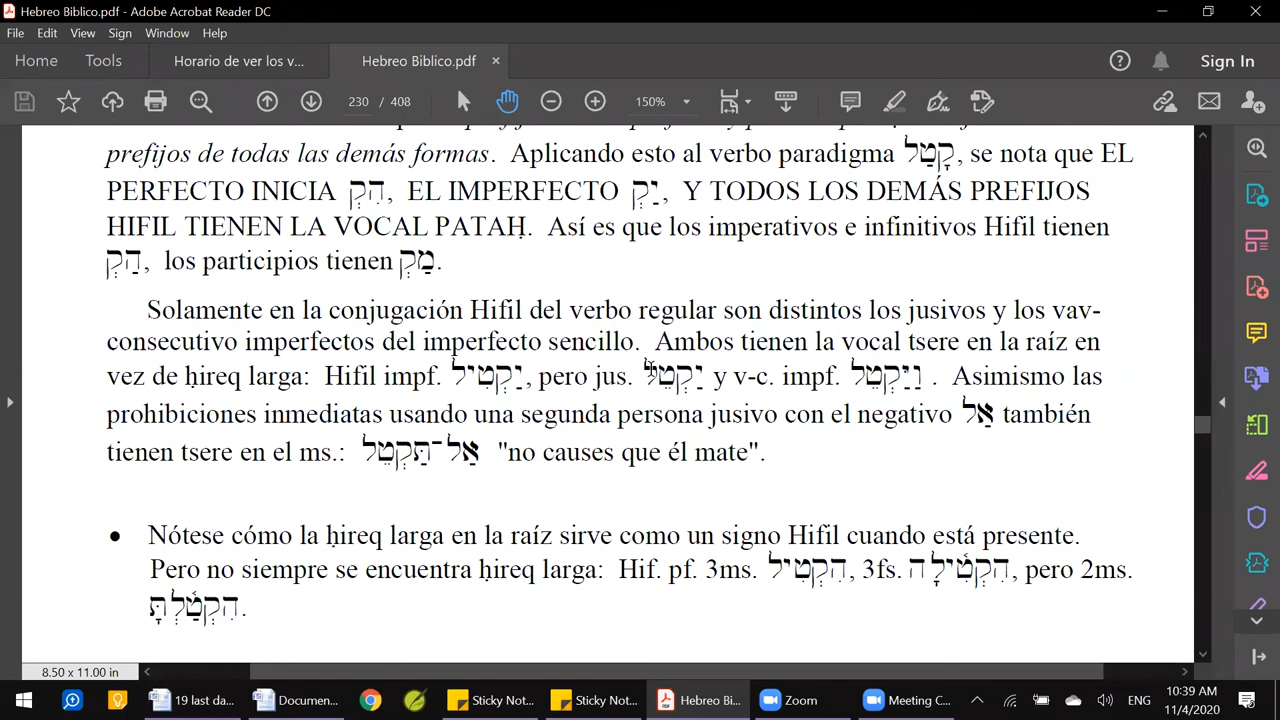 Hebreo Biblico.pdf - Adobe Acrobat Reader DC
File Edit View Sign Window Help
Home Tools Horario de ver los v... Hebreo Biblico.pdf × Sign In
230 / 408 150%
prefijos de todas las demás formas. Aplicando esto al verbo paradigma קָטַל, se nota que EL
PERFECTO INICIA הִקְ, EL IMPERFECTO יַקְ, Y TODOS LOS DEMÁS PREFIJOS
HIFIL TIENEN LA VOCAL PATAḤ. Así es que los imperativos e infinitivos Hifil tienen
הַקְ, los participios tienen מַקְ.
Solamente en la conjugación Hifil del verbo regular son distintos los jusivos y los vav-
consecutivo imperfectos del imperfecto sencillo. Ambos tienen la vocal tsere en la raíz en
vez de ḥireq larga: Hifil impf. יַקְטִיל, pero jus. יַקְטֵל y v-c. impf. וַיַּקְטֵל . Asimismo las
prohibiciones inmediatas usando una segunda persona jusivo con el negativo אַל también
tienen tsere en el ms.: אַל־תַּקְטֵל "no causes que él mate".
• Nótese cómo la ḥireq larga en la raíz sirve como un signo Hifil cuando está presente.
Pero no siempre se encuentra ḥireq larga: Hif. pf. 3ms. הִקְטִיל, 3fs. הִקְטִ֫ילָה, pero 2ms.
הִקְטַ֫לְתָּ.
8.50 x 11.00 in
19 last da... Documen... Sticky Not... Sticky Not... Hebreo Bi... Zoom Meeting C... ENG 10:39 AM
11/4/2020